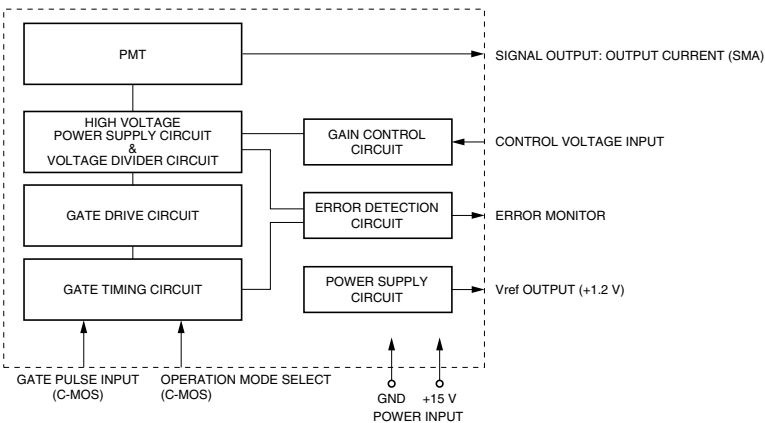 PMT
SIGNAL OUTPUT: OUTPUT CURRENT (SMA)
HIGH VOLTAGE
POWER SUPPLY CIRCUIT
&
VOLTAGE DIVIDER CIRCUIT
GAIN CONTROL
CIRCUIT
CONTROL VOLTAGE INPUT
GATE DRIVE CIRCUIT
ERROR DETECTION
CIRCUIT
ERROR MONITOR
GATE TIMING CIRCUIT
POWER SUPPLY
CIRCUIT
Vref OUTPUT (+1.2 V)
GATE PULSE INPUT
(C-MOS)
OPERATION MODE SELECT
(C-MOS)
GND
+15 V
POWER INPUT